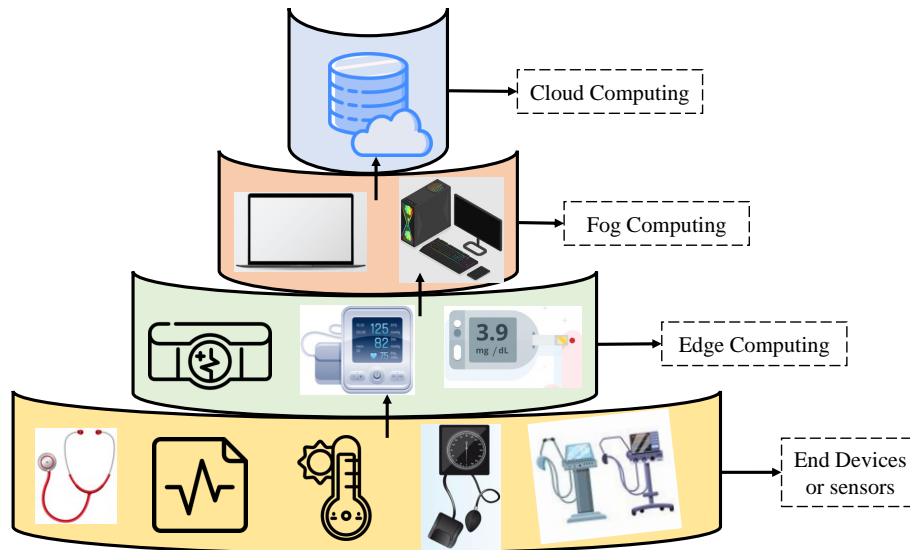 Cloud Computing
Fog Computing
125
82
75
3.9
mg / dL
Edge Computing
End Devices
or sensors